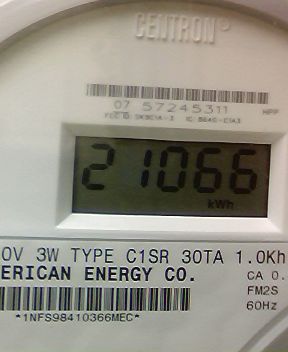 CENTRON®
07 57245311
HPP
21066
kWh
0V 3W TYPE C1SR 30TA 1.0Kh
ERICAN ENERGY CO.
CA 0.
FM2S
60Hz
*1NFS98410366MEC*